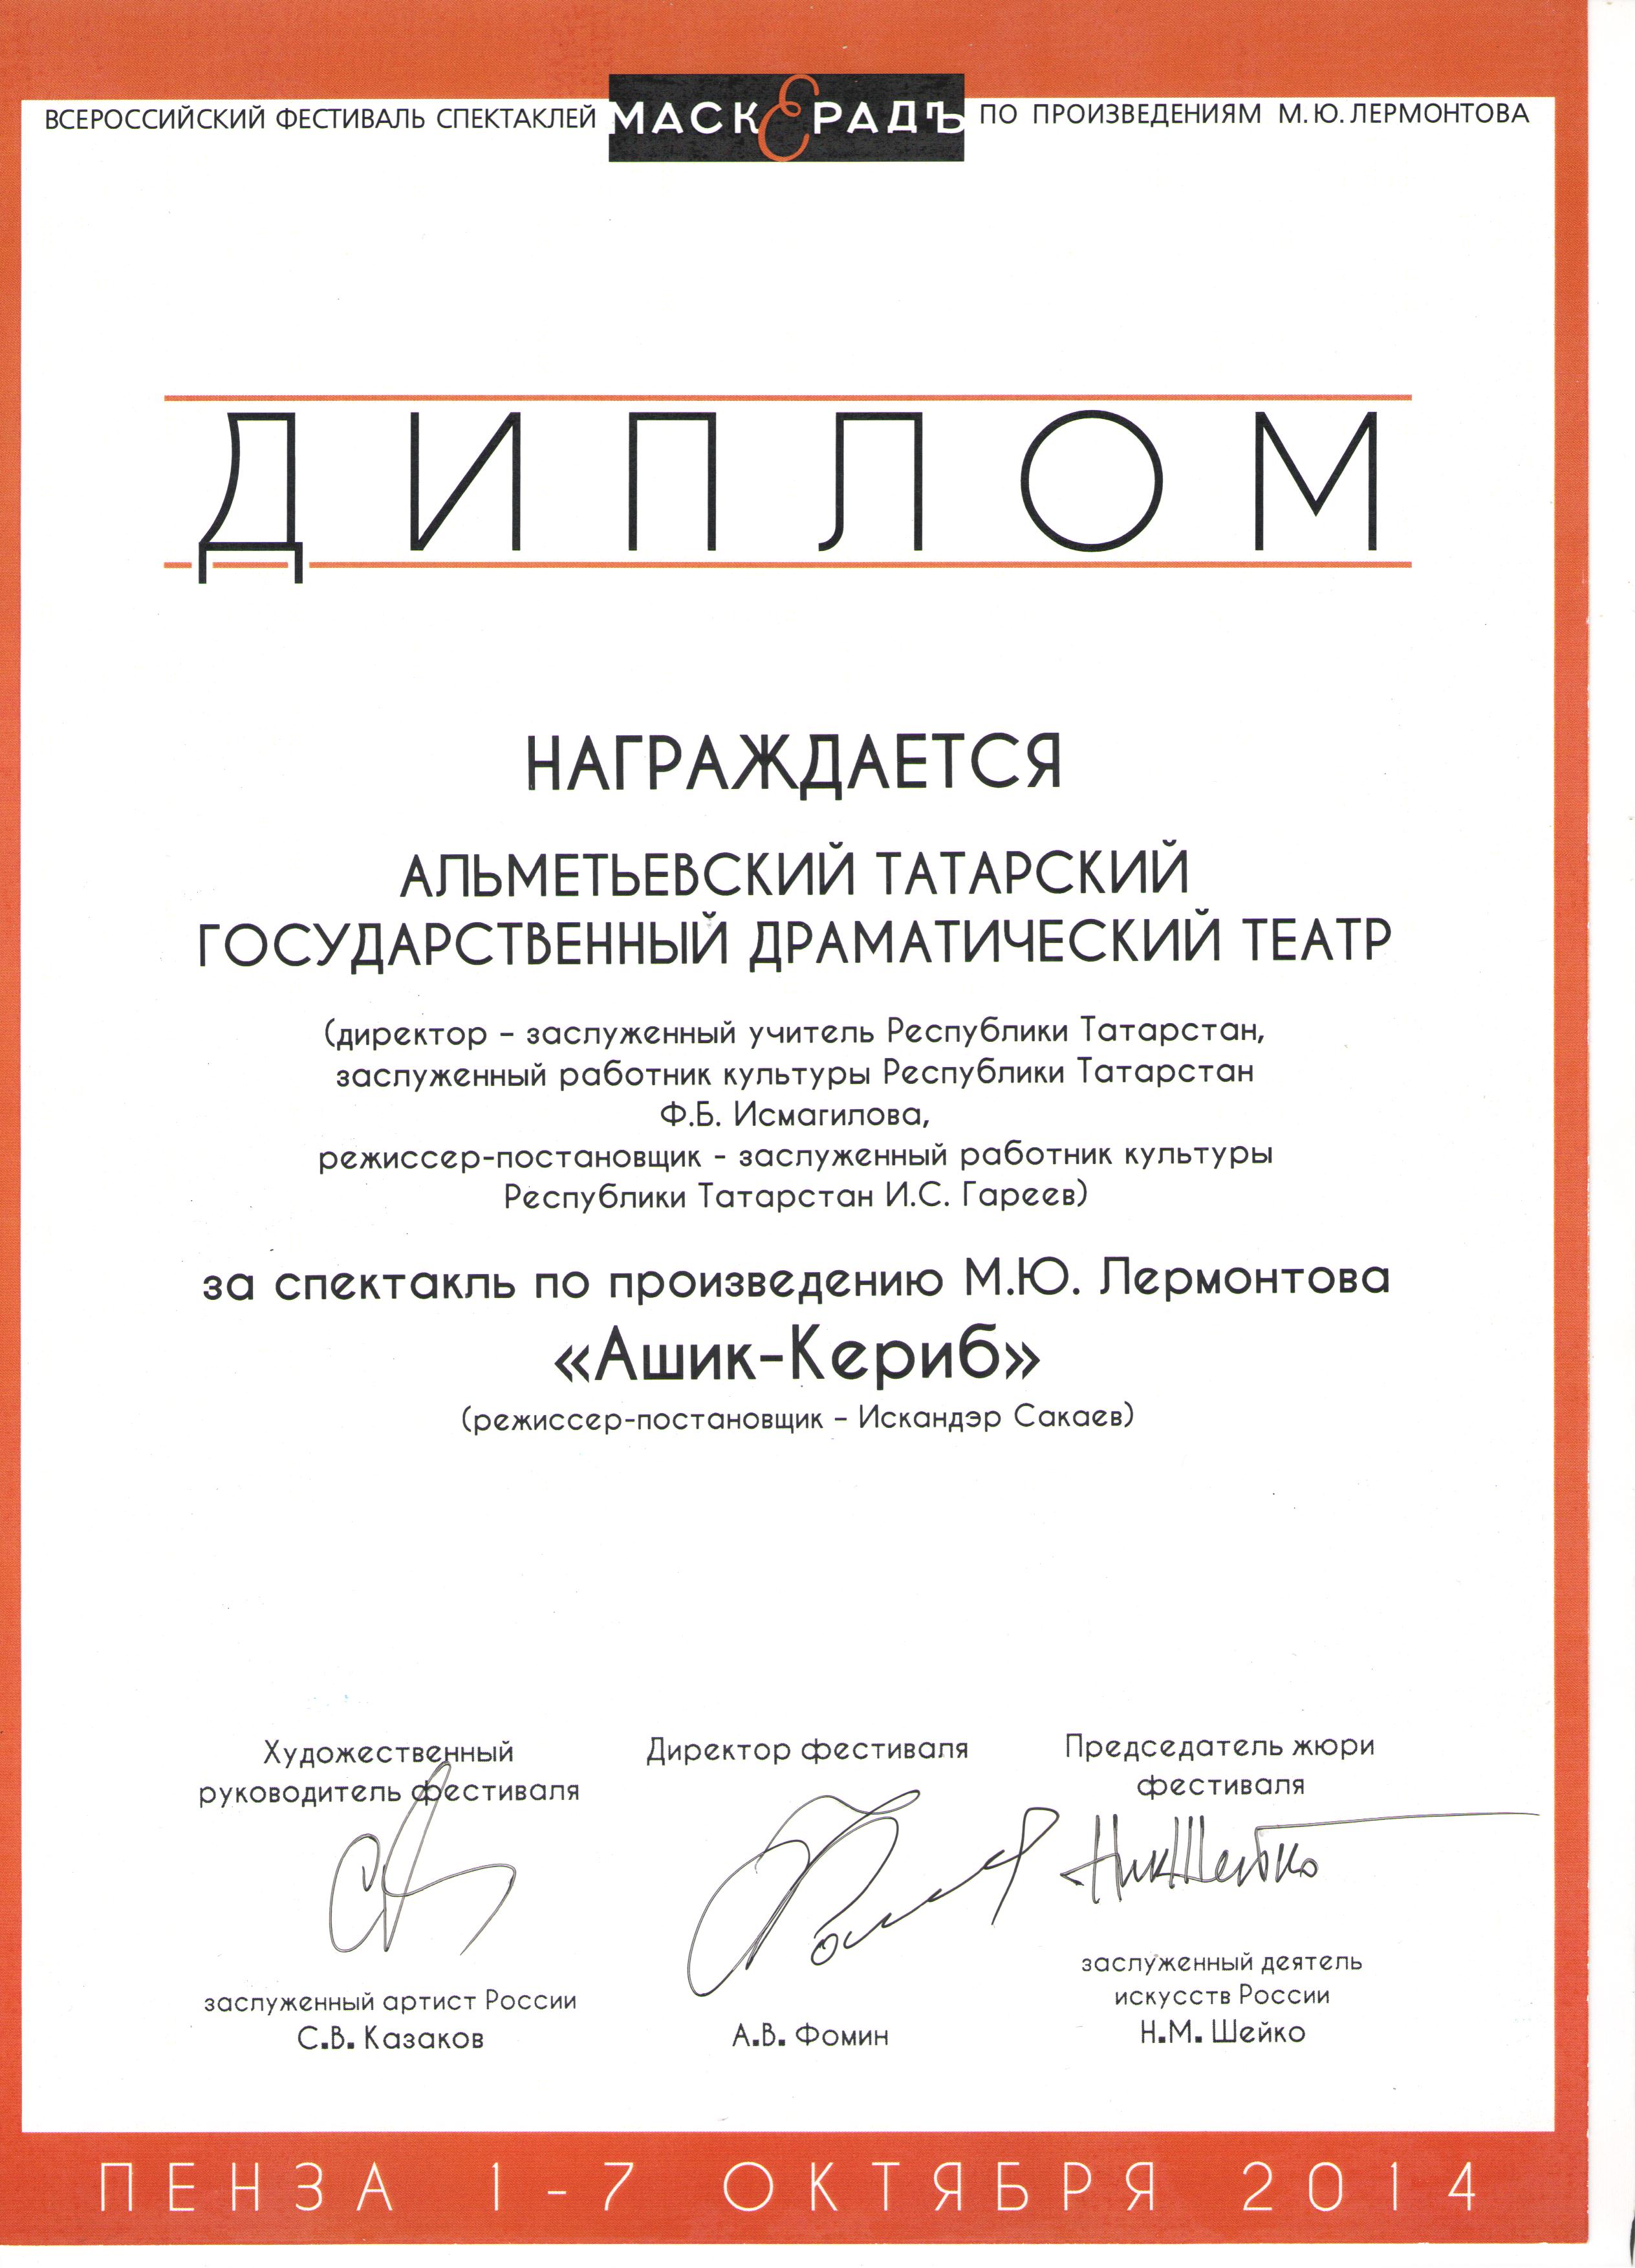 ВСЕРОССИЙСКИЙ ФЕСТИВАЛЬ СПЕКТАКЛЕЙ МАСКЕРАДЪ ПО ПРОИЗВЕДЕНИЯМ М.Ю.ЛЕРМОНТОВА
ДИПЛОМ
НАГРАЖДАЕТСЯ
АЛЬМЕТЬЕВСКИЙ ТАТАРСКИЙ
ГОСУДАРСТВЕННЫЙ ДРАМАТИЧЕСКИЙ ТЕАТР
(директор – заслуженный учитель Республики Татарстан,
заслуженный работник культуры Республики Татарстан
Ф.Б. Исмагилова,
режиссер-постановщик - заслуженный работник культуры
Республики Татарстан И.С. Гареев)
за спектакль по произведению М.Ю. Лермонтова
«Ашик-Кериб»
(режиссер-постановщик – Искандэр Сакаев)
Художественный
руководитель фестиваля
заслуженный артист России
С.В. Казаков
Директор фестиваля
А.В. Фомин
Председатель жюри
фестиваля
НикШейко
заслуженный деятель
искусств России
Н.М. Шейко
ПЕНЗА 1-7 ОКТЯБРЯ 2014